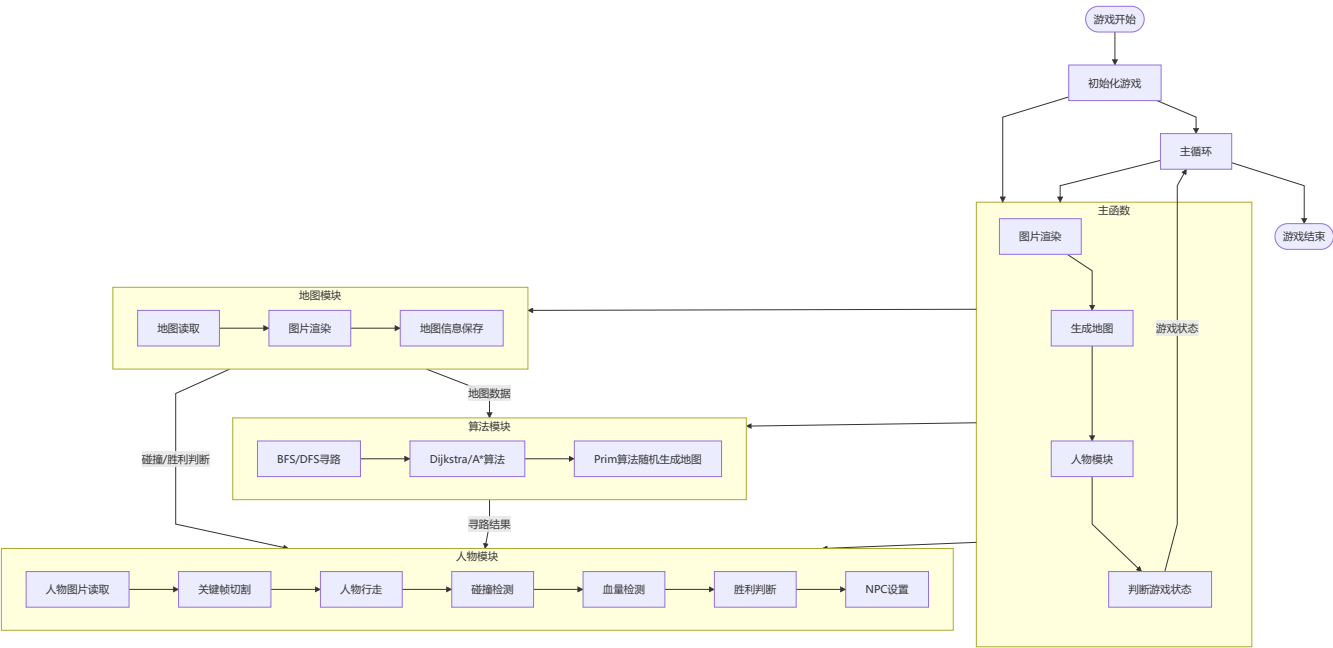 游戏开始
初始化游戏
主循环
游戏结束
主函数
图片渲染
生成地图
游戏状态
人物模块
判断游戏状态
地图模块
地图读取
图片渲染
地图信息保存
地图数据
碰撞/胜利判断
算法模块
BFS/DFS寻路
Dijkstra/A*算法
Prim算法随机生成地图
寻路结果
人物模块
人物图片读取
关键帧切割
人物行走
碰撞检测
血量检测
胜利判断
NPC设置